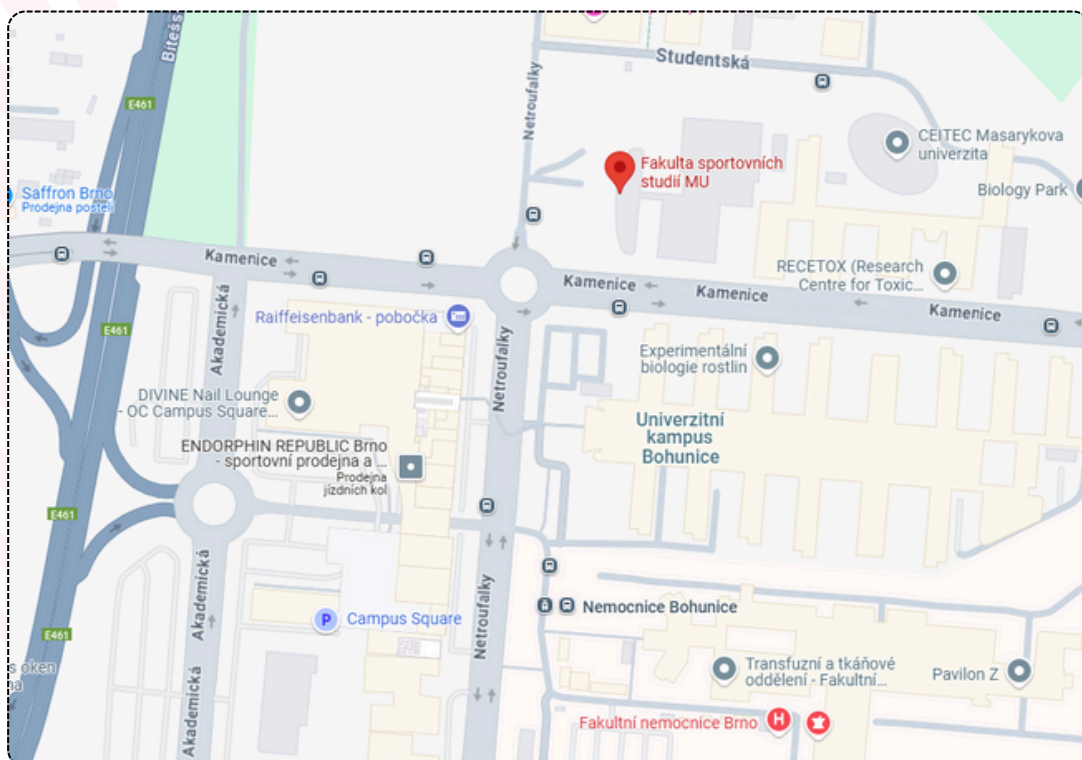 Bítešs
Studentská
Netroufalky
E461
CEITEC Masarykova
univerzita
Fakulta sportovních
studií MU
Biology Park
Saffron Brno
Prodejna postelí
Kamenice
RECETOX (Research
Centre for Toxic...
Kamenice
Kamenice
Kamenice
Akademická
Raiffeisenbank - pobočka
E461
Netroufalky
Experimentální
biologie rostlin
DIVINE Nail Lounge
- OC Campus Square...
Univerzitní
kampus
Bohunice
ENDORPHIN REPUBLIC Brno
- sportovní prodejna a ...
Prodejna
jízdních kol
E461
Akademická
Netroufalky
Nemocnice Bohunice
P
Campus Square
E461
s oken
Transfuzní a tkáňové
oddělení - Fakultní...
Pavilon Z
Akademická
Fakultní nemocnice Brno
H